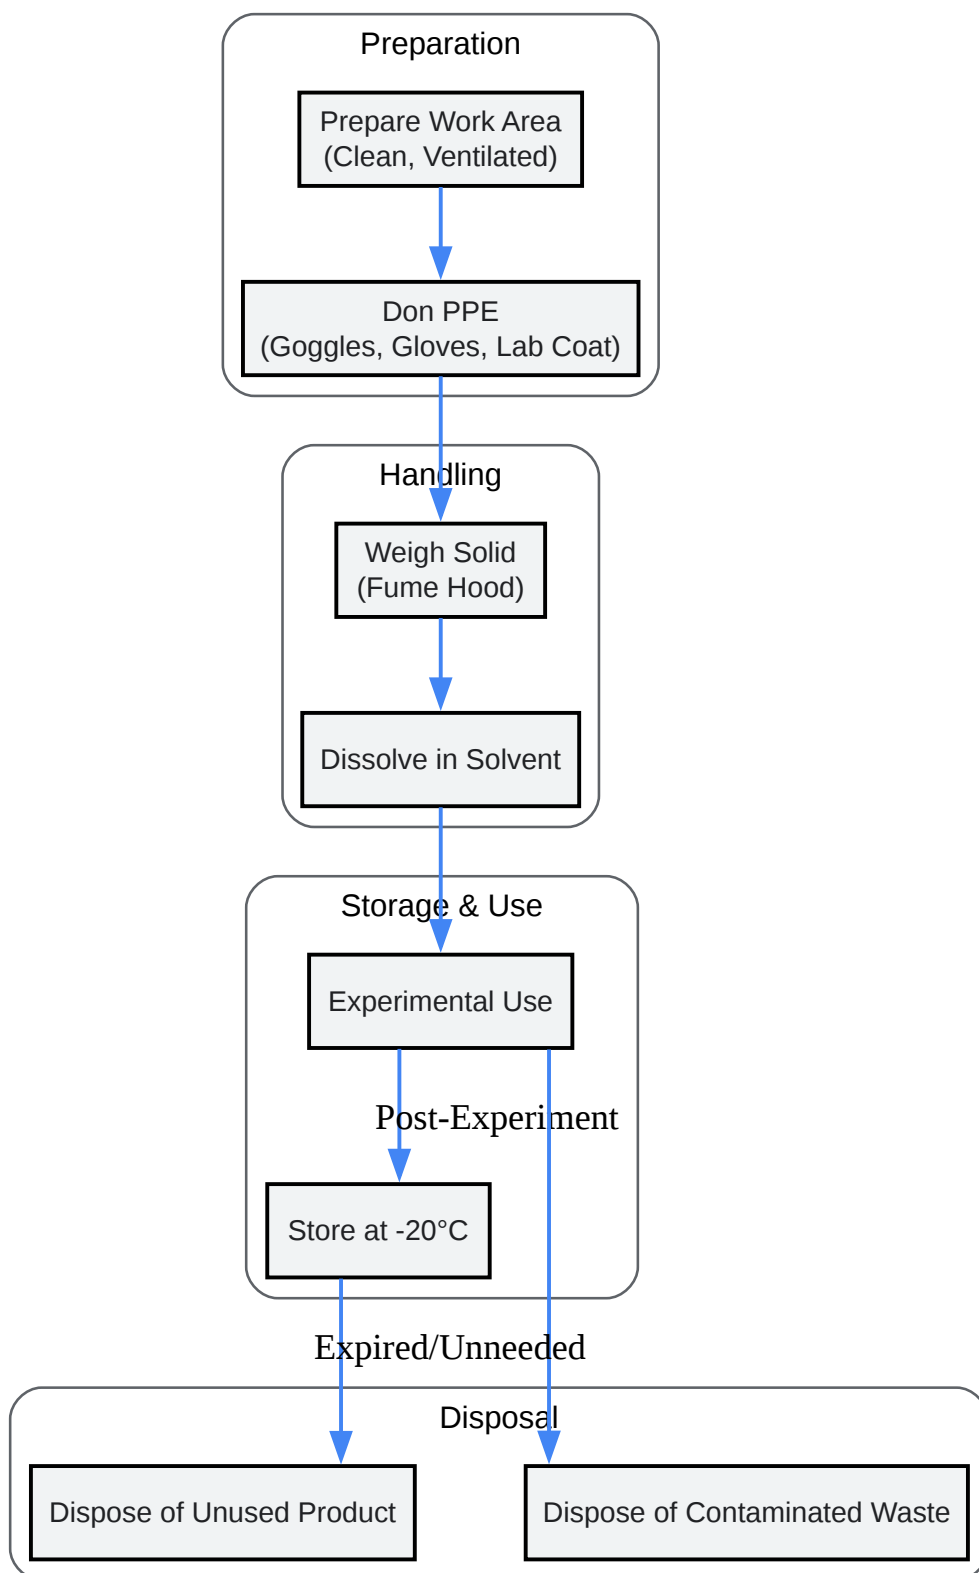 Preparation
Prepare Work Area
(Clean, Ventilated)
Don PPE
(Goggles, Gloves, Lab Coat)
Handling
Weigh Solid
(Fume Hood)
Dissolve in Solvent
Storage & Use
Experimental Use
Post-Experiment
Store at -20°C
Expired/Unneeded
Disposal
Dispose of Unused Product
Dispose of Contaminated Waste